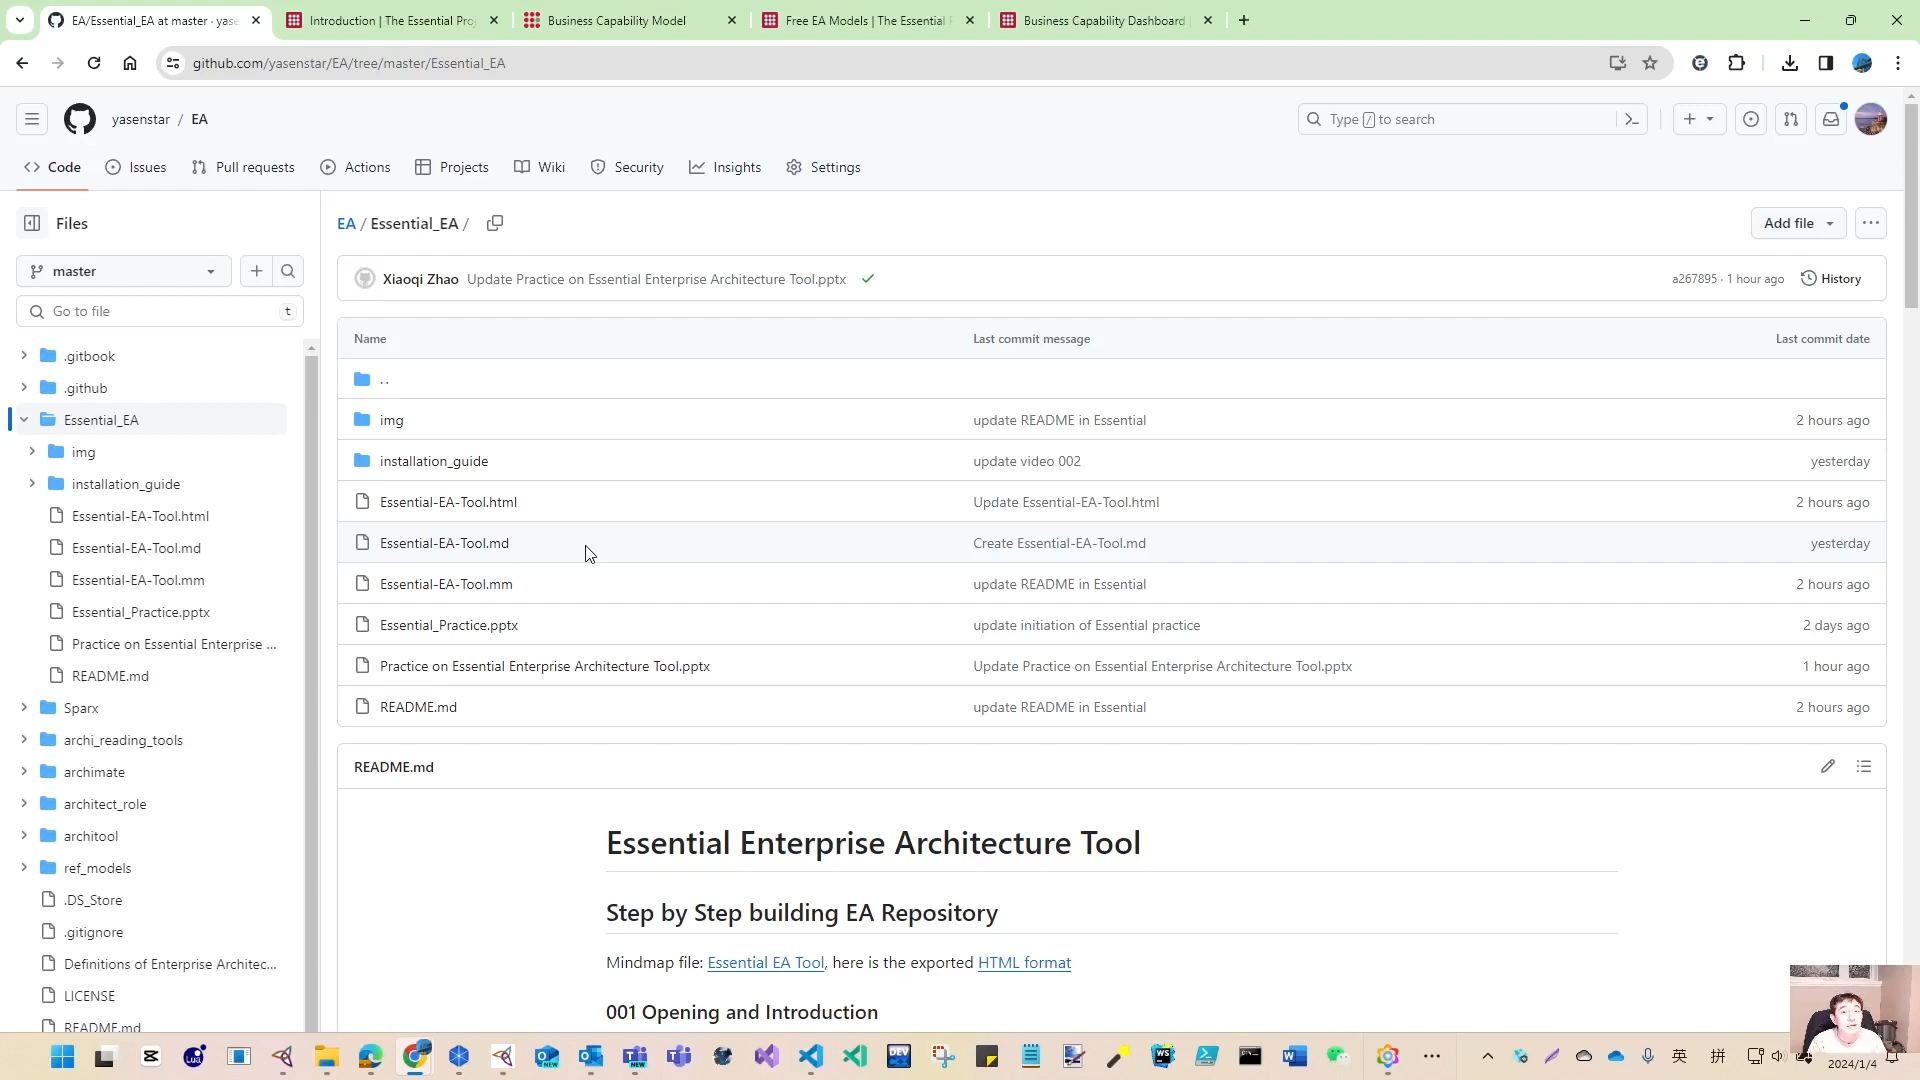 EA/Essential_EA at master · yase
Introduction | The Essential Proj
Business Capability Model
Free EA Models | The Essential P
Business Capability Dashboard |
github.com/yasenstar/EA/tree/master/Essential_EA
yasenstar / EA
Type / to search
Code
Issues
Pull requests
Actions
Projects
Wiki
Security
Insights
Settings
Files
master
Go to file
t
.gitbook
.github
Essential_EA
img
installation_guide
Essential-EA-Tool.html
Essential-EA-Tool.md
Essential-EA-Tool.mm
Essential_Practice.pptx
Practice on Essential Enterprise ...
README.md
Sparx
archi_reading_tools
archimate
architect_role
architool
ref_models
.DS_Store
.gitignore
Definitions of Enterprise Architec...
LICENSE
README.md
EA / Essential_EA /
Add file
Xiaoqi Zhao Update Practice on Essential Enterprise Architecture Tool.pptx
a267895 · 1 hour ago
History
Name Last commit message Last commit date
..
img update README in Essential 2 hours ago
installation_guide update video 002 yesterday
Essential-EA-Tool.html Update Essential-EA-Tool.html 2 hours ago
Essential-EA-Tool.md Create Essential-EA-Tool.md yesterday
Essential-EA-Tool.mm update README in Essential 2 hours ago
Essential_Practice.pptx update initiation of Essential practice 2 days ago
Practice on Essential Enterprise Architecture Tool.pptx Update Practice on Essential Enterprise Architecture Tool.pptx 1 hour ago
README.md update README in Essential 2 hours ago
README.md
Essential Enterprise Architecture Tool
Step by Step building EA Repository
Mindmap file: Essential EA Tool, here is the exported HTML format
001 Opening and Introduction
英
拼
2024/1/4